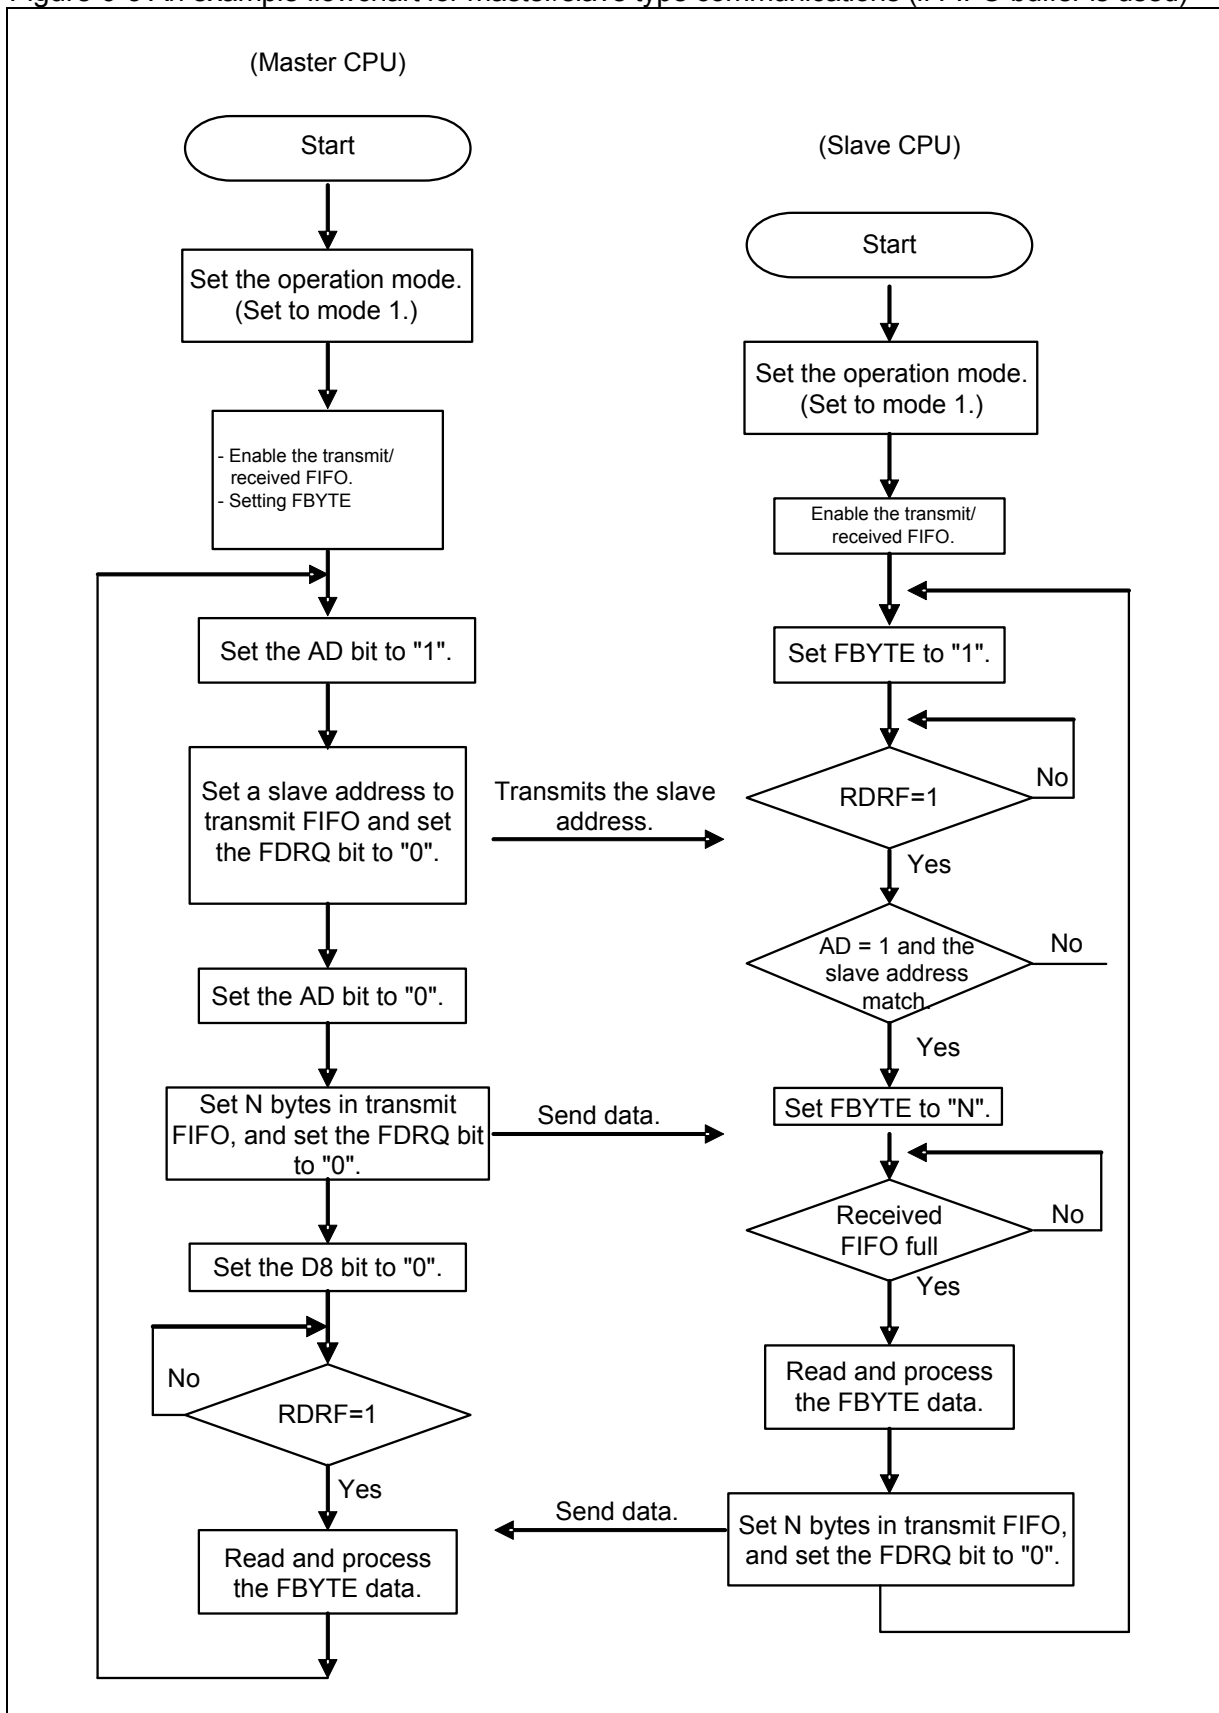 (Master CPU)
Start
Set the operation mode.
(Set to mode 1.)
- Enable the transmit/
received FIFO.
- Setting FBYTE
Set the AD bit to "1".
Set a slave address to
transmit FIFO and set
the FDRQ bit to "0".
Transmits the slave
address.
Set the AD bit to "0".
Set N bytes in transmit
FIFO, and set the FDRQ bit
to "0".
Send data.
Set the D8 bit to "0".
No
RDRF=1
Yes
Read and process
the FBYTE data.
(Slave CPU)
Start
Set the operation mode.
(Set to mode 1.)
Enable the transmit/
received FIFO.
Set FBYTE to "1".
RDRF=1
No
Yes
AD = 1 and the
slave address
match.
No
Yes
Set FBYTE to "N".
Received
FIFO full
No
Yes
Read and process
the FBYTE data.
Set N bytes in transmit FIFO,
and set the FDRQ bit to "0".
Send data.